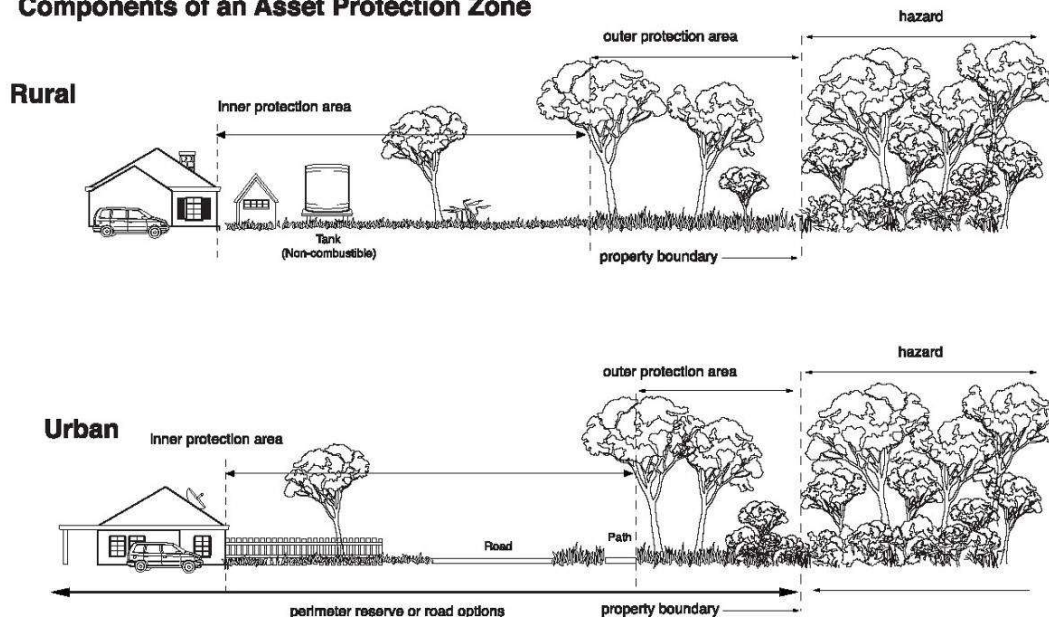 Components of an Asset Protection Zone
hazard
outer protection area
Rural
inner protection area
Tank
(Non-combustible)
property boundary
hazard
outer protection area
Urban
inner protection area
Road
Path
perimeter reserve or road options
property boundary